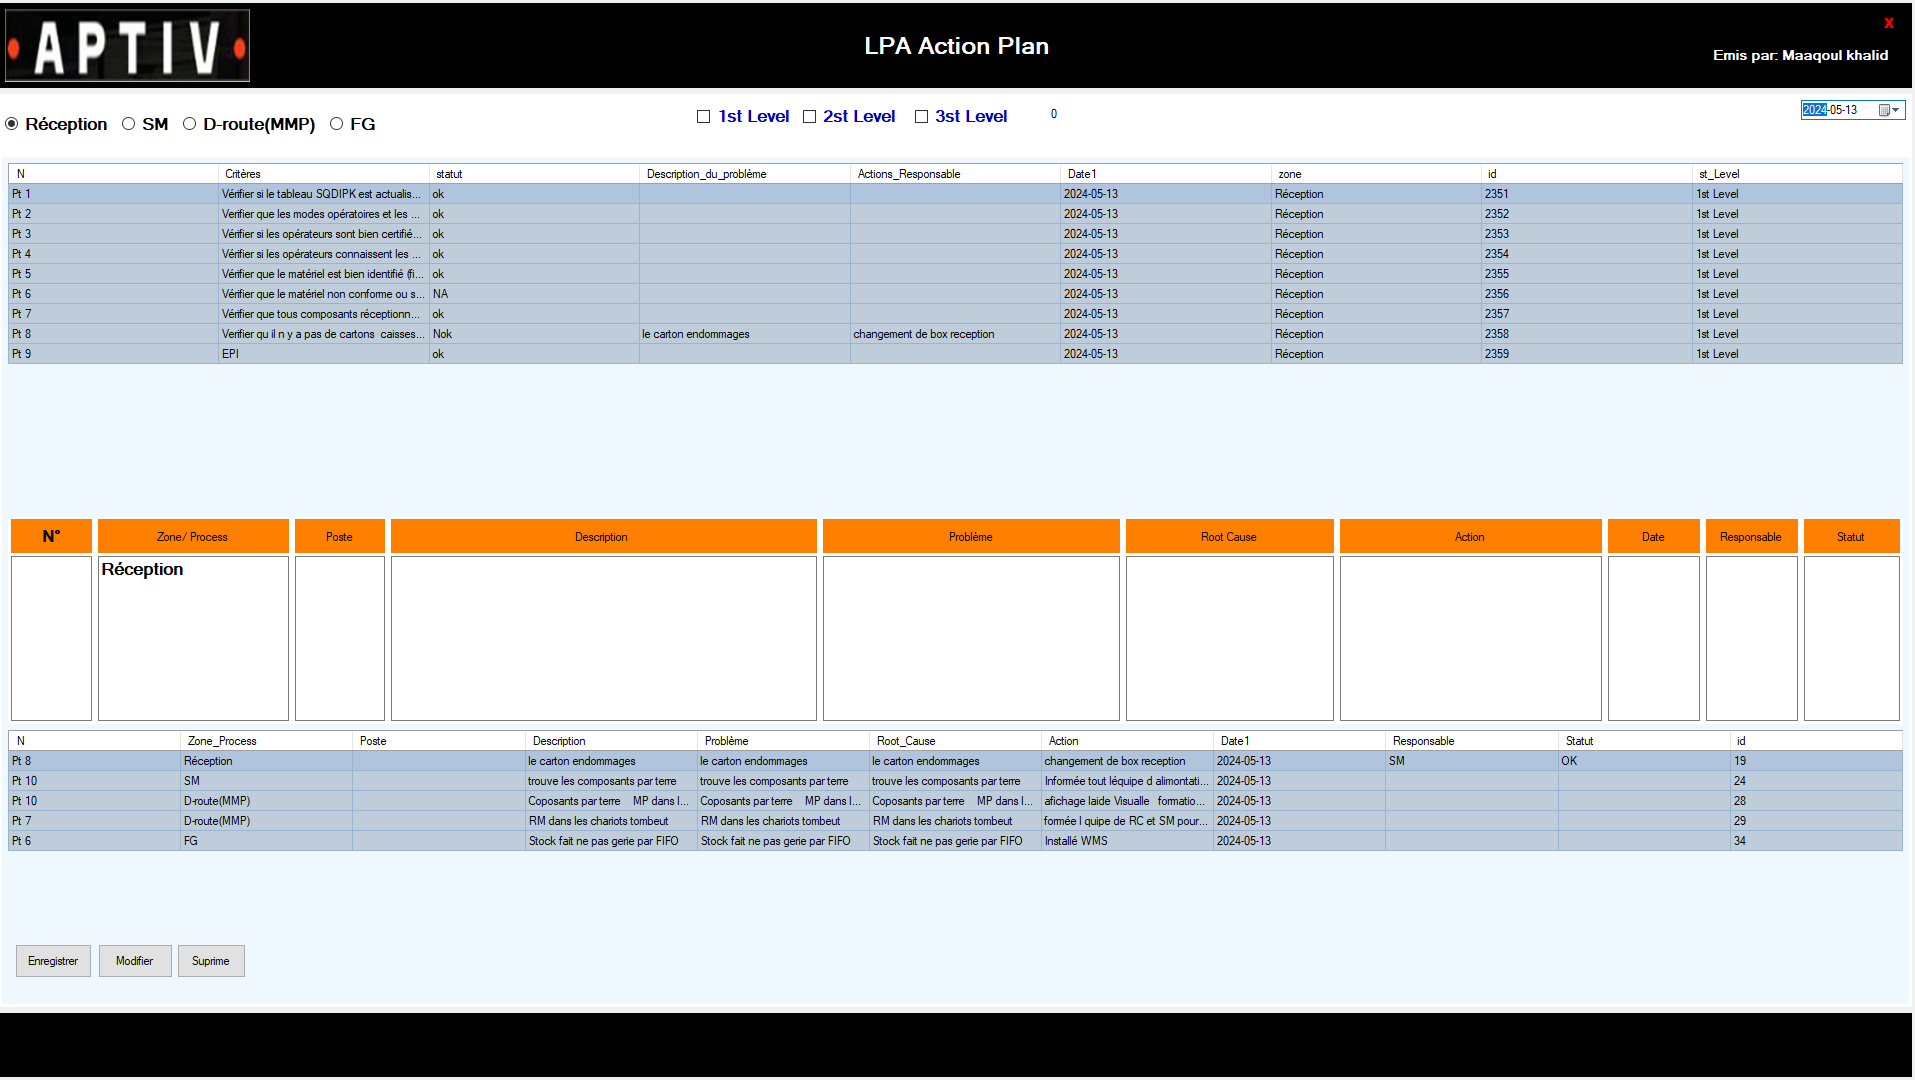 APTIV
LPA Action Plan
x
Emis par: Maaqoul khalid
Réception SM D-route(MMP) FG
1st Level 2st Level 3st Level 0
2024-05-13
N Critères statut Description_du_problème Actions_Responsable Date1 zone id st_Level
Pt 1 Vérifier si le tableau SQDIPK est actualis... ok 2024-05-13 Réception 2351 1st Level
Pt 2 Verifier que les modes opératoires et les ... ok 2024-05-13 Réception 2352 1st Level
Pt 3 Vérifier si les opérateurs sont bien certifié... ok 2024-05-13 Réception 2353 1st Level
Pt 4 Vérifier si les opérateurs connaissent les ... ok 2024-05-13 Réception 2354 1st Level
Pt 5 Vérifier que le matériel est bien identifié (fi... ok 2024-05-13 Réception 2355 1st Level
Pt 6 Vérifier que le matériel non conforme ou s... NA 2024-05-13 Réception 2356 1st Level
Pt 7 Vérifier que tous composants réceptionn... ok 2024-05-13 Réception 2357 1st Level
Pt 8 Verifier qu il n y a pas de cartons caisses... Nok le carton endommages changement de box reception 2024-05-13 Réception 2358 1st Level
Pt 9 EPI ok 2024-05-13 Réception 2359 1st Level
N° Zone/ Process Poste Description Problème Root Cause Action Date Responsable Statut
Réception
N Zone_Process Poste Description Problème Root_Cause Action Date1 Responsable Statut id
Pt 8 Réception le carton endommages le carton endommages le carton endommages changement de box reception 2024-05-13 SM OK 19
Pt 10 SM trouve les composants par terre trouve les composants par terre trouve les composants par terre Informée tout léquipe d alimontati... 2024-05-13 24
Pt 10 D-route(MMP) Coposants par terre MP dans l... Coposants par terre MP dans l... Coposants par terre MP dans l... afichage laide Visualle formatio... 2024-05-13 28
Pt 7 D-route(MMP) RM dans les chariots tombeut RM dans les chariots tombeut RM dans les chariots tombeut formée l quipe de RC et SM pour... 2024-05-13 29
Pt 6 FG Stock fait ne pas gerie par FIFO Stock fait ne pas gerie par FIFO Stock fait ne pas gerie par FIFO Installé WMS 2024-05-13 34
Enregistrer Modifier Suprime